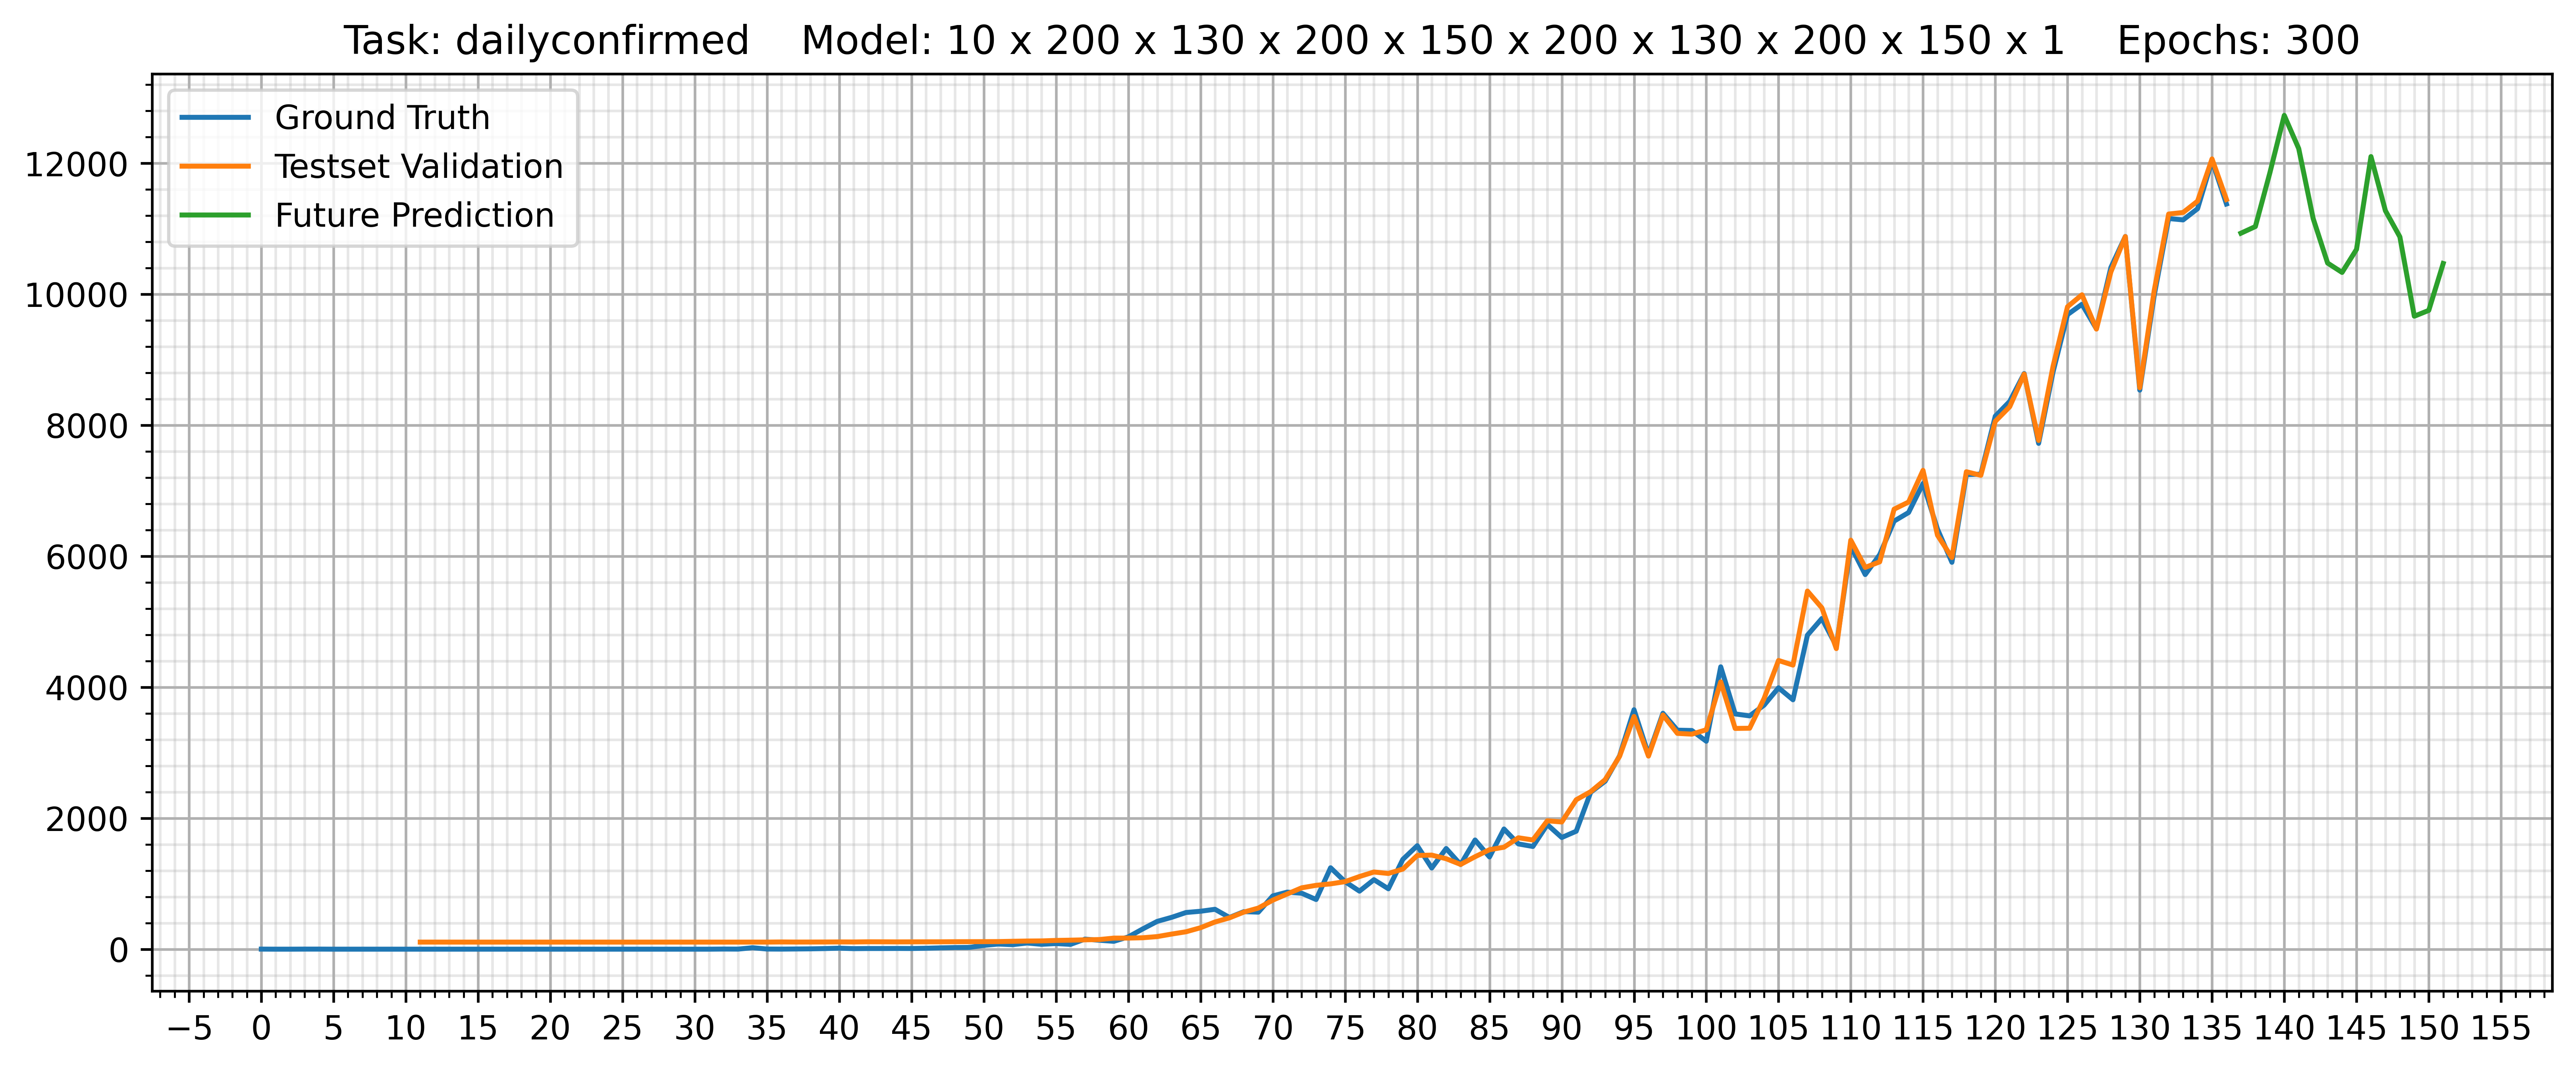 Task: dailyconfirmed    Model: 10 x 200 x 130 x 200 x 150 x 200 x 130 x 200 x 150 x 1    Epochs: 300
Ground Truth
Testset Validation
Future Prediction
12000
10000
8000
6000
4000
2000
0
−5 0 5 10 15 20 25 30 35 40 45 50 55 60 65 70 75 80 85 90 95 100 105 110 115 120 125 130 135 140 145 150 155